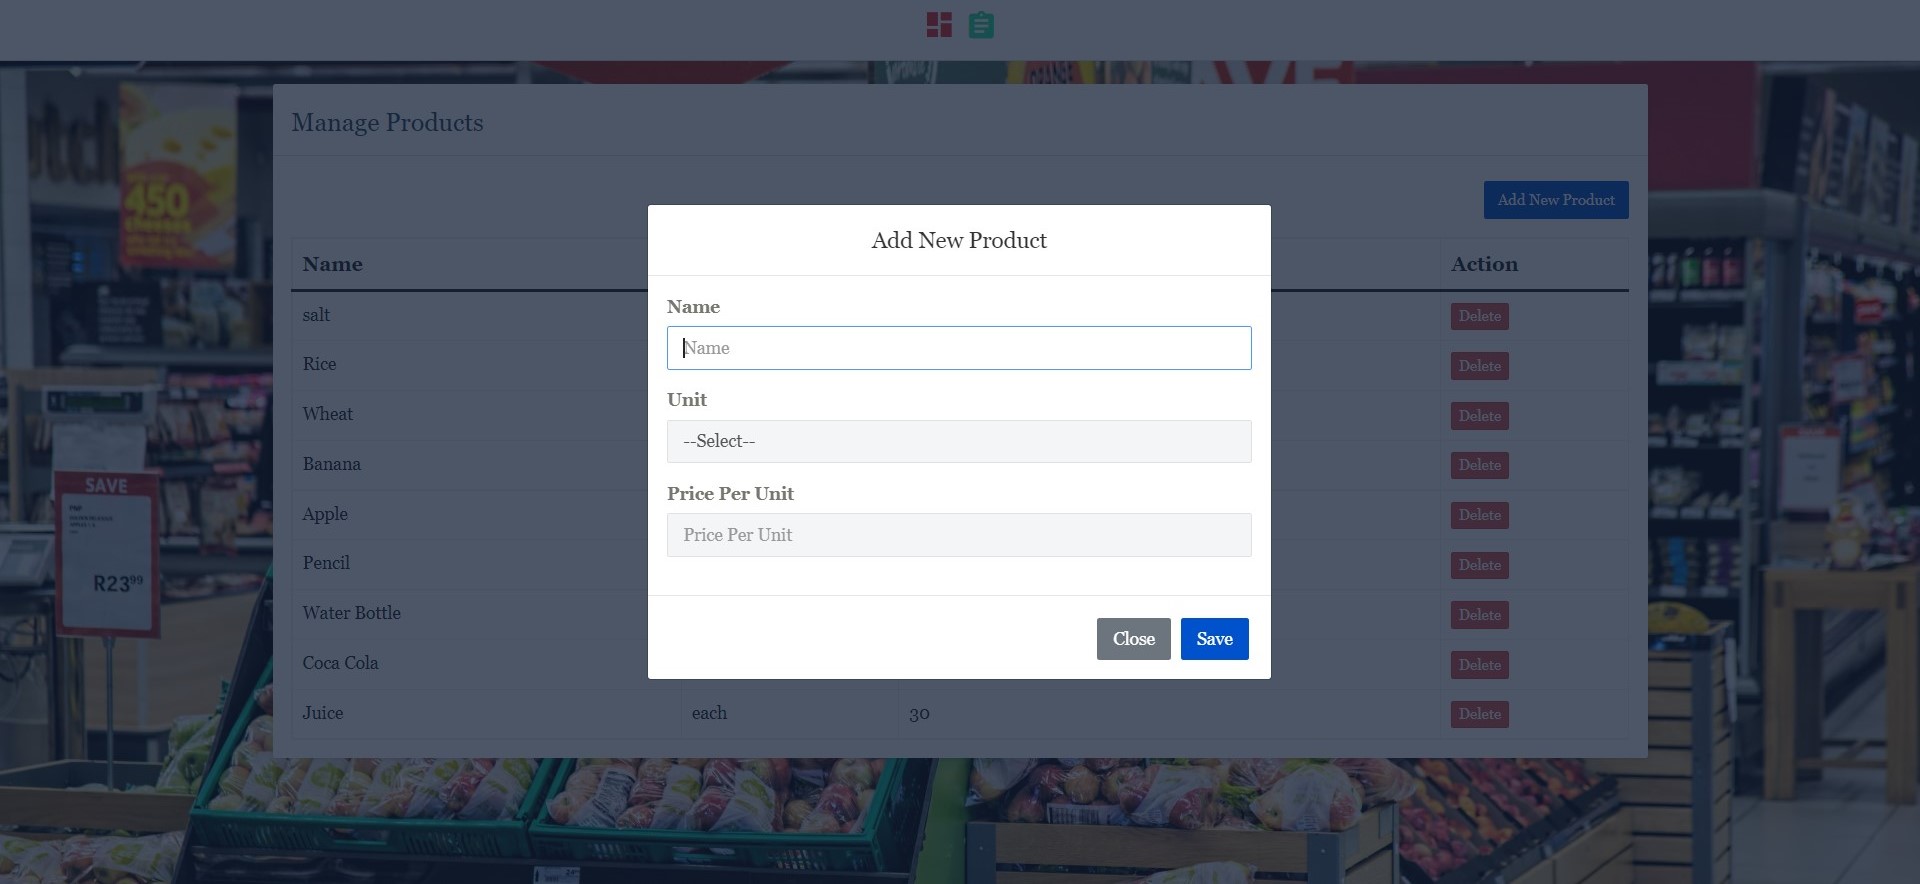 Manage Products
Add New Product
Name
Action
salt
Delete
Rice
Delete
Wheat
Delete
Banana
Delete
Apple
Delete
Pencil
Delete
Water Bottle
Delete
Coca Cola
Delete
Juice
each
30
Delete
Add New Product
Name
Name
Unit
--Select--
Price Per Unit
Price Per Unit
Close
Save
450
SAVE
R23⁹⁹
ORANGE